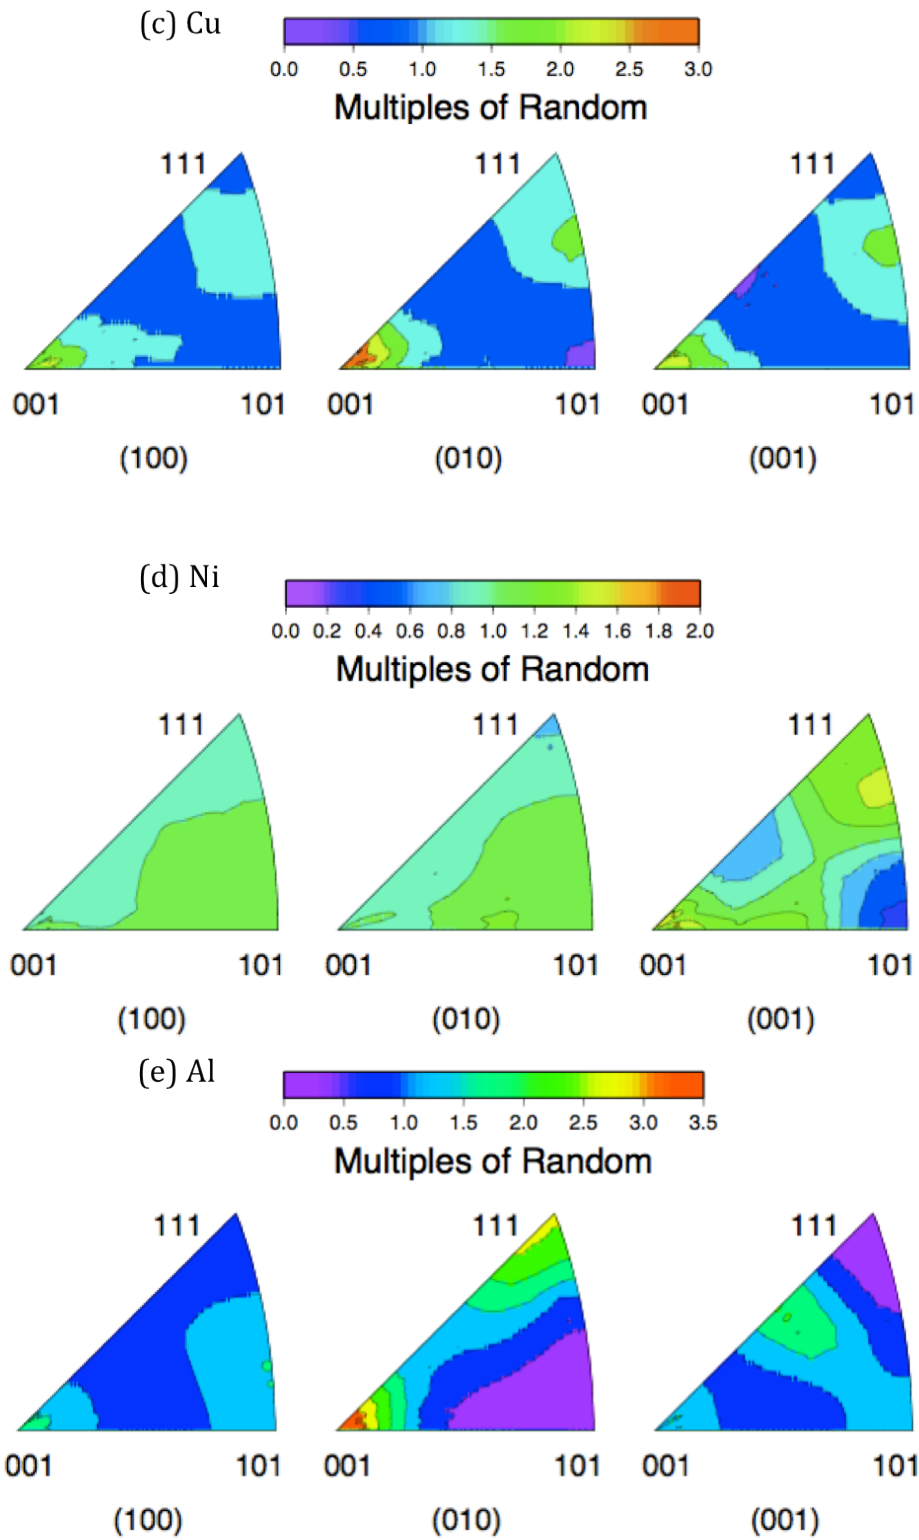 (c) Cu
0.0 0.5 1.0 1.5 2.0 2.5 3.0
Multiples of Random
111 111 111
001 101 001 101 001 101
(100) (010) (001)
(d) Ni
0.0 0.2 0.4 0.6 0.8 1.0 1.2 1.4 1.6 1.8 2.0
Multiples of Random
111 111 111
001 101 001 101 001 101
(100) (010) (001)
(e) Al
0.0 0.5 1.0 1.5 2.0 2.5 3.0 3.5
Multiples of Random
111 111 111
001 101 001 101 001 101
(100) (010) (001)